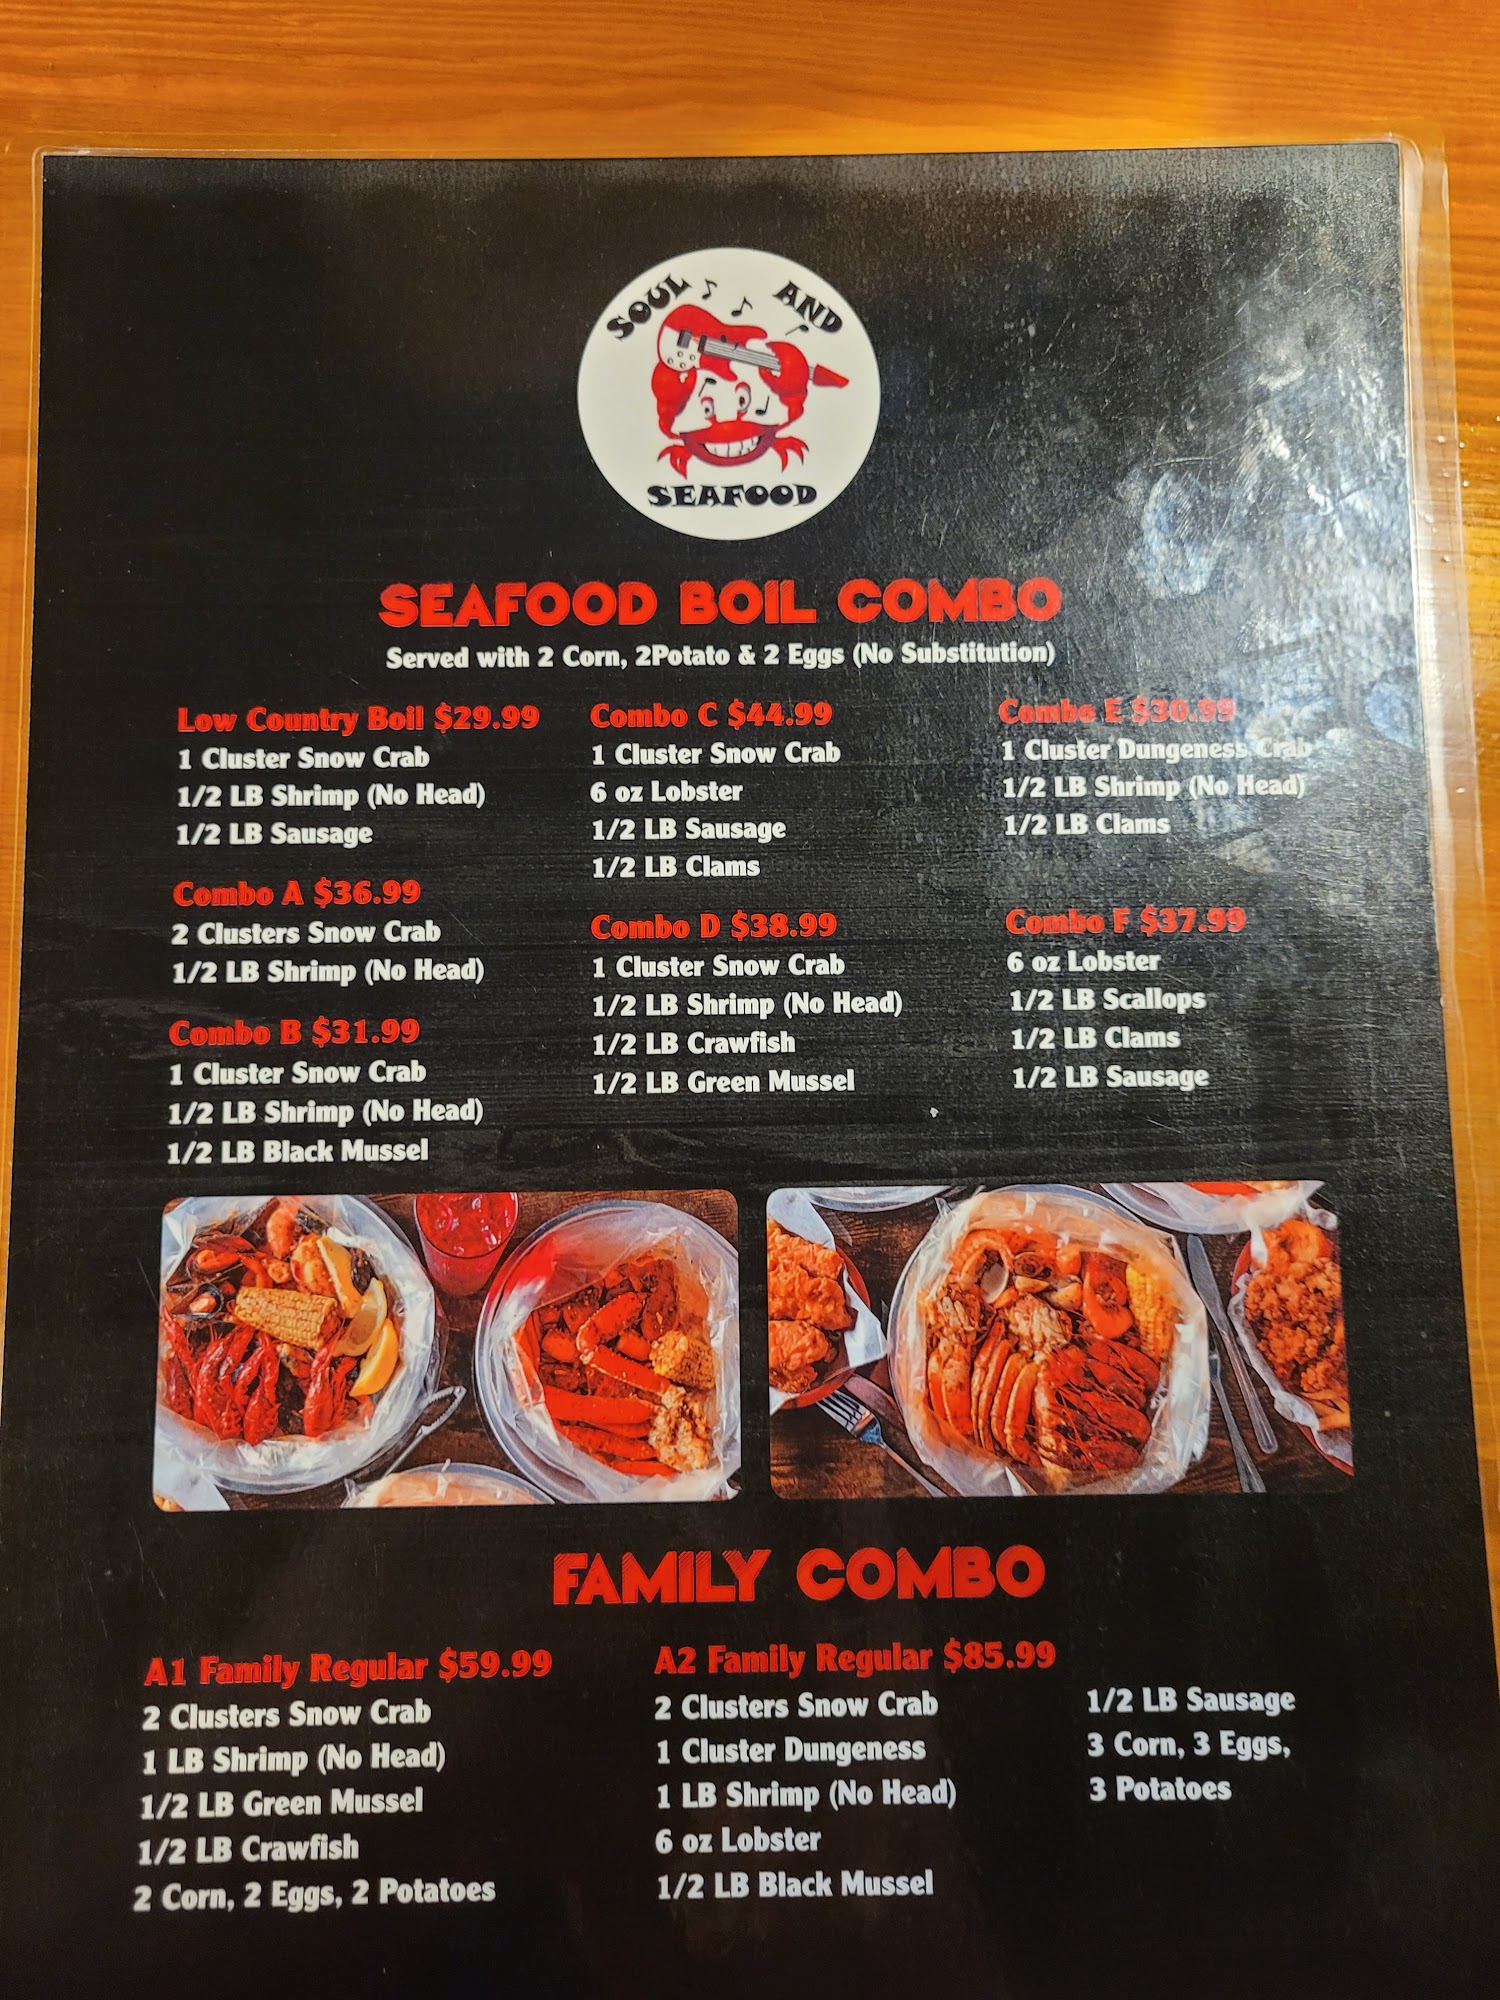 SOUL AND
SEAFOOD
SEAFOOD BOIL COMBO
Served with 2 Corn, 2Potato & 2 Eggs (No Substitution)
Low Country Boil $29.99
1 Cluster Snow Crab
1/2 LB Shrimp (No Head)
1/2 LB Sausage
Combo A $36.99
2 Clusters Snow Crab
1/2 LB Shrimp (No Head)
Combo B $31.99
1 Cluster Snow Crab
1/2 LB Shrimp (No Head)
1/2 LB Black Mussel
Combo C $44.99
1 Cluster Snow Crab
6 oz Lobster
1/2 LB Sausage
1/2 LB Clams
Combo D $38.99
1 Cluster Snow Crab
1/2 LB Shrimp (No Head)
1/2 LB Crawfish
1/2 LB Green Mussel
Combo E $30.99
1 Cluster Dungeness Crab
1/2 LB Shrimp (No Head)
1/2 LB Clams
Combo F $37.99
6 oz Lobster
1/2 LB Scallops
1/2 LB Clams
1/2 LB Sausage
FAMILY COMBO
A1 Family Regular $59.99
2 Clusters Snow Crab
1 LB Shrimp (No Head)
1/2 LB Green Mussel
1/2 LB Crawfish
2 Corn, 2 Eggs, 2 Potatoes
A2 Family Regular $85.99
2 Clusters Snow Crab
1 Cluster Dungeness
1 LB Shrimp (No Head)
6 oz Lobster
1/2 LB Black Mussel
1/2 LB Sausage
3 Corn, 3 Eggs,
3 Potatoes